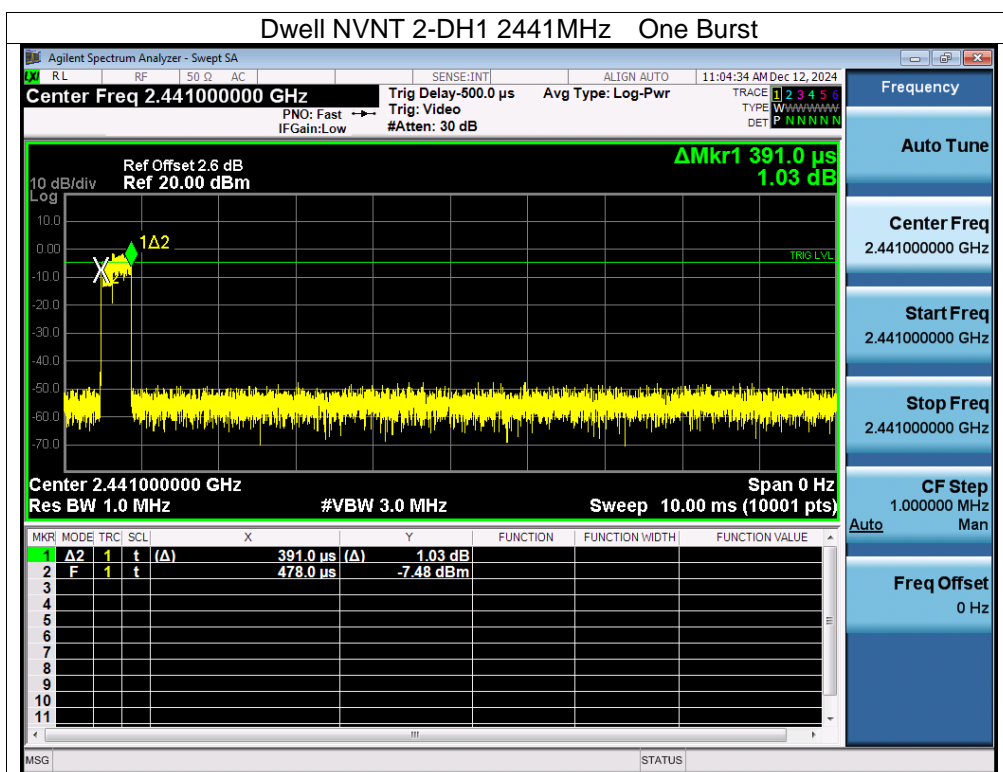 Dwell NVNT 2-DH1 2441MHz One Burst
Agilent Spectrum Analyzer - Swept SA
LXI RL RF 50 Ω AC SENSE:INT ALIGN AUTO 11:04:34 AM Dec 12, 2024
Center Freq 2.441000000 GHz
PNO: Fast
IFGain:Low
Trig Delay-500.0 µs
Trig: Video
#Atten: 30 dB
Avg Type: Log-Pwr
TRACE 1 2 3 4 5 6
TYPE WWWWWW
DET P N N N N N
ΔMkr1 391.0 µs
1.03 dB
Ref Offset 2.6 dB
10 dB/div Ref 20.00 dBm
Log
10.0
0.00
-10.0
-20.0
-30.0
-40.0
-50.0
-60.0
-70.0
1Δ2
TRIG LVL
Center 2.441000000 GHz Span 0 Hz
Res BW 1.0 MHz #VBW 3.0 MHz Sweep 10.00 ms (10001 pts)
MKR MODE TRC SCL X Y FUNCTION FUNCTION WIDTH FUNCTION VALUE
1 Δ2 1 t (Δ) 391.0 µs (Δ) 1.03 dB
2 F 1 t 478.0 µs -7.48 dBm
3
4
5
6
7
8
9
10
11
MSG STATUS
Frequency
Auto Tune
Center Freq
2.441000000 GHz
Start Freq
2.441000000 GHz
Stop Freq
2.441000000 GHz
CF Step
1.000000 MHz
Auto Man
Freq Offset
0 Hz